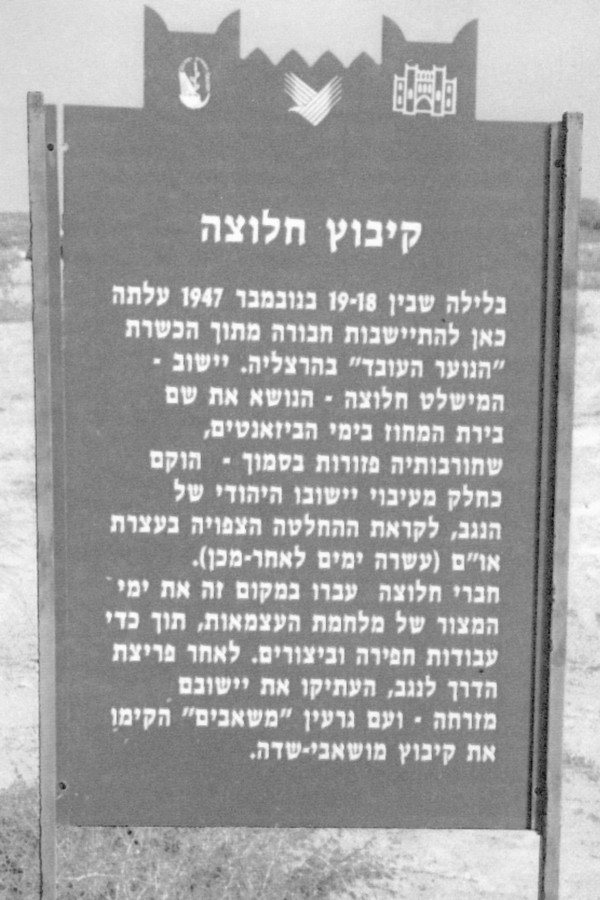 קיבוץ חלוצה
בלילה שבין 19-18 בנובמבר 1947 עלתה
כאן להתיישבות חבורה מתוך הכשרת
"הנוער העובד" בהרצליה. יישוב -
המישלט חלוצה - הנושא את שם
בירת המחוז בימי הביזאנטים,
שחורבותיה פזורות בסמוך - הוקם
כחלק מעיבוי יישובו היהודי של
הנגב, לקראת ההחלטה הצפויה בעצרת
או"ם (עשרה ימים לאחר-מכן).
חברי חלוצה עברו במקום זה את ימי
המצור של מלחמת העצמאות, תוך כדי
עבודות חפירה וביצורים. לאחר פריצת
הדרך לנגב, העתיקו את יישובם
מזרחה - ועם גרעין "משאבים" הקימו
את קיבוץ מושאבי-שדה.